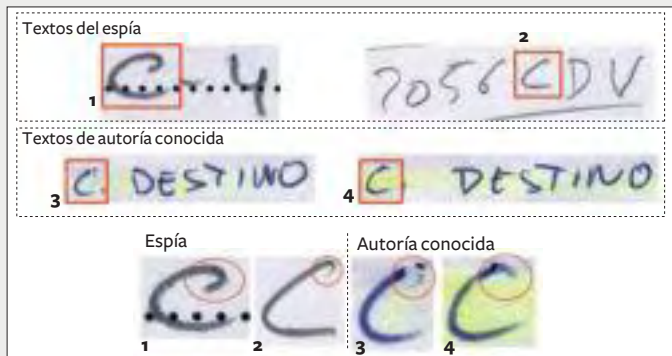 Textos del espía
2
1
C-4
7056 CDV
Textos de autoría conocida
3
C. DESTINO
4
C. DESTINO
Espía
Autoría conocida
C
C
C
C
1
2
3
4